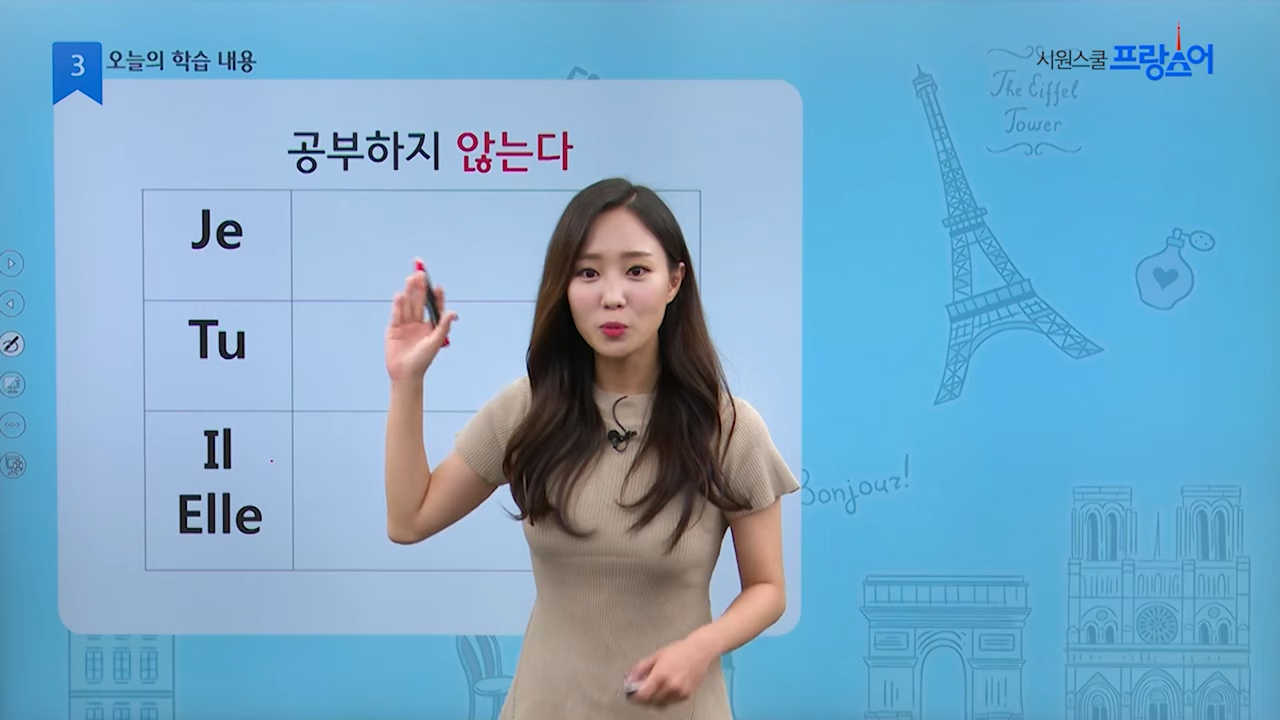 3 오늘의 학습 내용
시원스쿨 프랑스어
The Eiffel
Tower
공부하지 않는다
Je
Tu
Il
Elle
Bonjour!